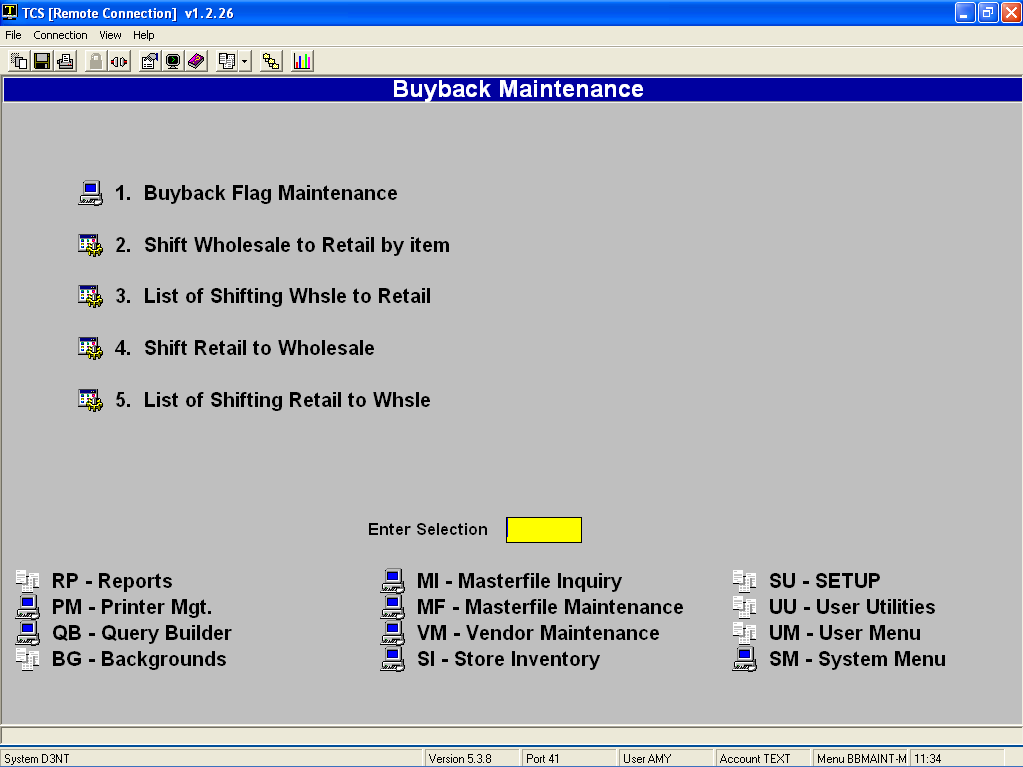 TCS [Remote Connection] v1.2.26
File Connection View Help
Buyback Maintenance
1. Buyback Flag Maintenance
2. Shift Wholesale to Retail by item
3. List of Shifting Whsle to Retail
4. Shift Retail to Wholesale
5. List of Shifting Retail to Whsle
Enter Selection
RP - Reports MI - Masterfile Inquiry SU - SETUP
PM - Printer Mgt. MF - Masterfile Maintenance UU - User Utilities
QB - Query Builder VM - Vendor Maintenance UM - User Menu
BG - Backgrounds SI - Store Inventory SM - System Menu
System D3NT Version 5.3.8 Port 41 User AMY Account TEXT Menu BBMAINT-M 11:34